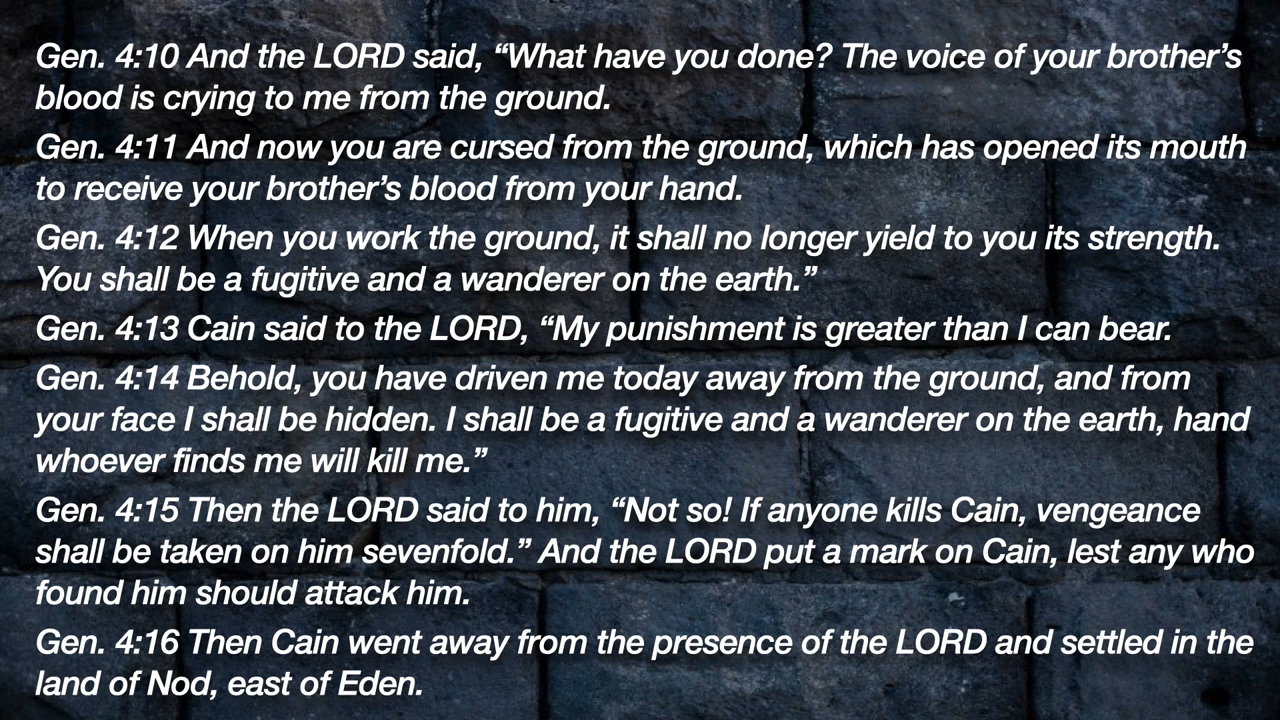 Gen. 4:10 And the LORD said, “What have you done? The voice of your brother’s
blood is crying to me from the ground.
Gen. 4:11 And now you are cursed from the ground, which has opened its mouth
to receive your brother’s blood from your hand.
Gen. 4:12 When you work the ground, it shall no longer yield to you its strength.
You shall be a fugitive and a wanderer on the earth.”
Gen. 4:13 Cain said to the LORD, “My punishment is greater than I can bear.
Gen. 4:14 Behold, you have driven me today away from the ground, and from
your face I shall be hidden. I shall be a fugitive and a wanderer on the earth, hand
whoever finds me will kill me.”
Gen. 4:15 Then the LORD said to him, “Not so! If anyone kills Cain, vengeance
shall be taken on him sevenfold.” And the LORD put a mark on Cain, lest any who
found him should attack him.
Gen. 4:16 Then Cain went away from the presence of the LORD and settled in the
land of Nod, east of Eden.